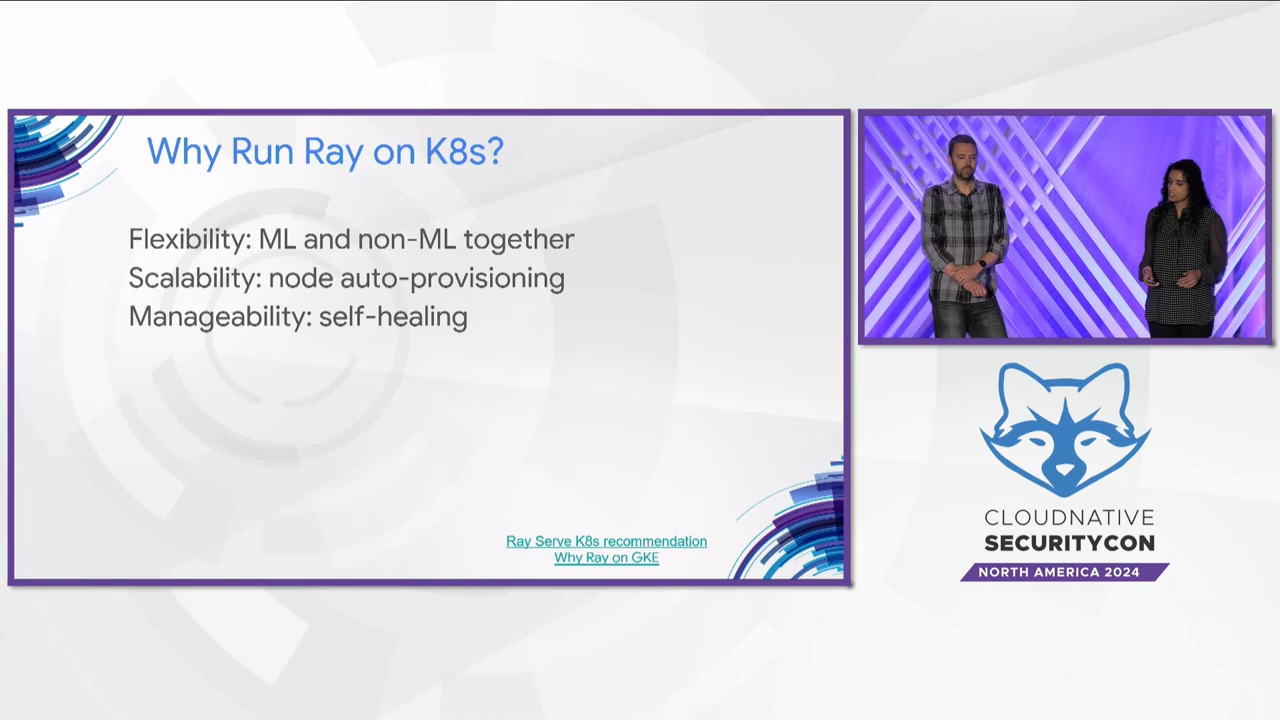 Why Run Ray on K8s?
Flexibility: ML and non-ML together
Scalability: node auto-provisioning
Manageability: self-healing
Ray Serve K8s recommendation
Why Ray on GKE
CLOUDNATIVE
SECURITYCON
NORTH AMERICA 2024